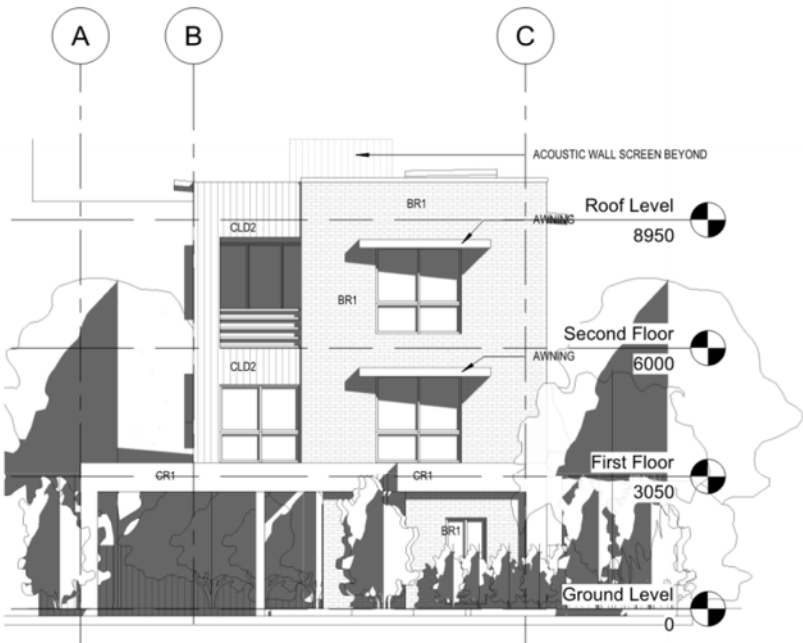 A
B
C
ACOUSTIC WALL SCREEN BEYOND
BR1
Roof Level
AWNING
8950
CLD2
BR1
Second Floor
AWNING
6000
CLD2
First Floor
CR1
CR1
3050
BR1
Ground Level
0